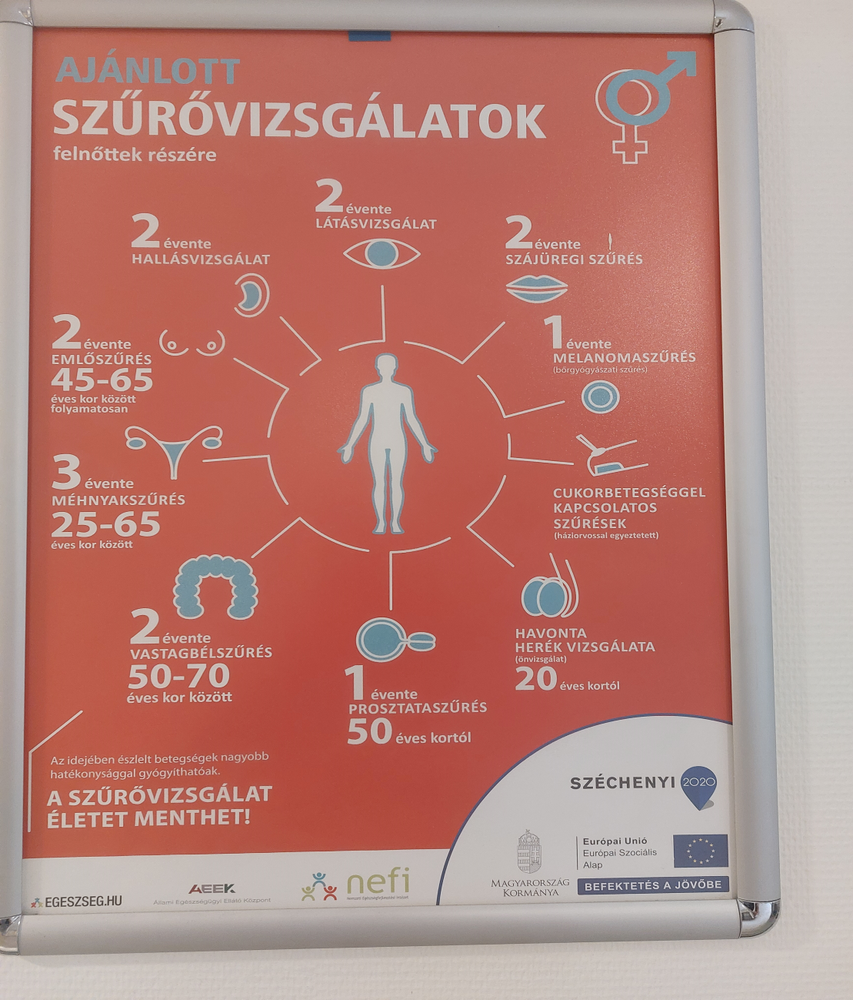 AJÁNLOTT
SZŰRŐVIZSGÁLATOK
felnőttek részére
2 évente
LÁTÁSVIZSGÁLAT
2 évente
HALLÁSVIZSGÁLAT
2 évente
SZÁJÜREGI SZŰRÉS
2 évente
EMLŐSZŰRÉS
45-65
éves kor között
folyamatosan
1 évente
MELANOMASZŰRÉS
(bőrgyógyászati szűrés)
3 évente
MÉHNYAKSZŰRÉS
25-65
éves kor között
CUKORBETEGSÉGGEL
KAPCSOLATOS
SZŰRÉSEK
(háziorvossal egyeztetett)
2 évente
VASTAGBÉLSZŰRÉS
50-70
éves kor között
1 évente
PROSZTATASZŰRÉS
50 éves kortól
HAVONTA
HERÉK VIZSGÁLATA
(önvizsgálat)
20 éves kortól
Az idejében észlelt betegségek nagyobb
hatékonysággal gyógyíthatóak.
A SZŰRŐVIZSGÁLAT
ÉLETET MENTHET!
SZÉCHENYI 2020
EGESZSEG.HU
AEEK
Állami Egészségügyi Ellátó Központ
nefi
Nemzeti Egészségfejlesztési Intézet
MAGYARORSZÁG
KORMÁNYA
Európai Unió
Európai Szociális
Alap
BEFEKTETÉS A JÖVŐBE